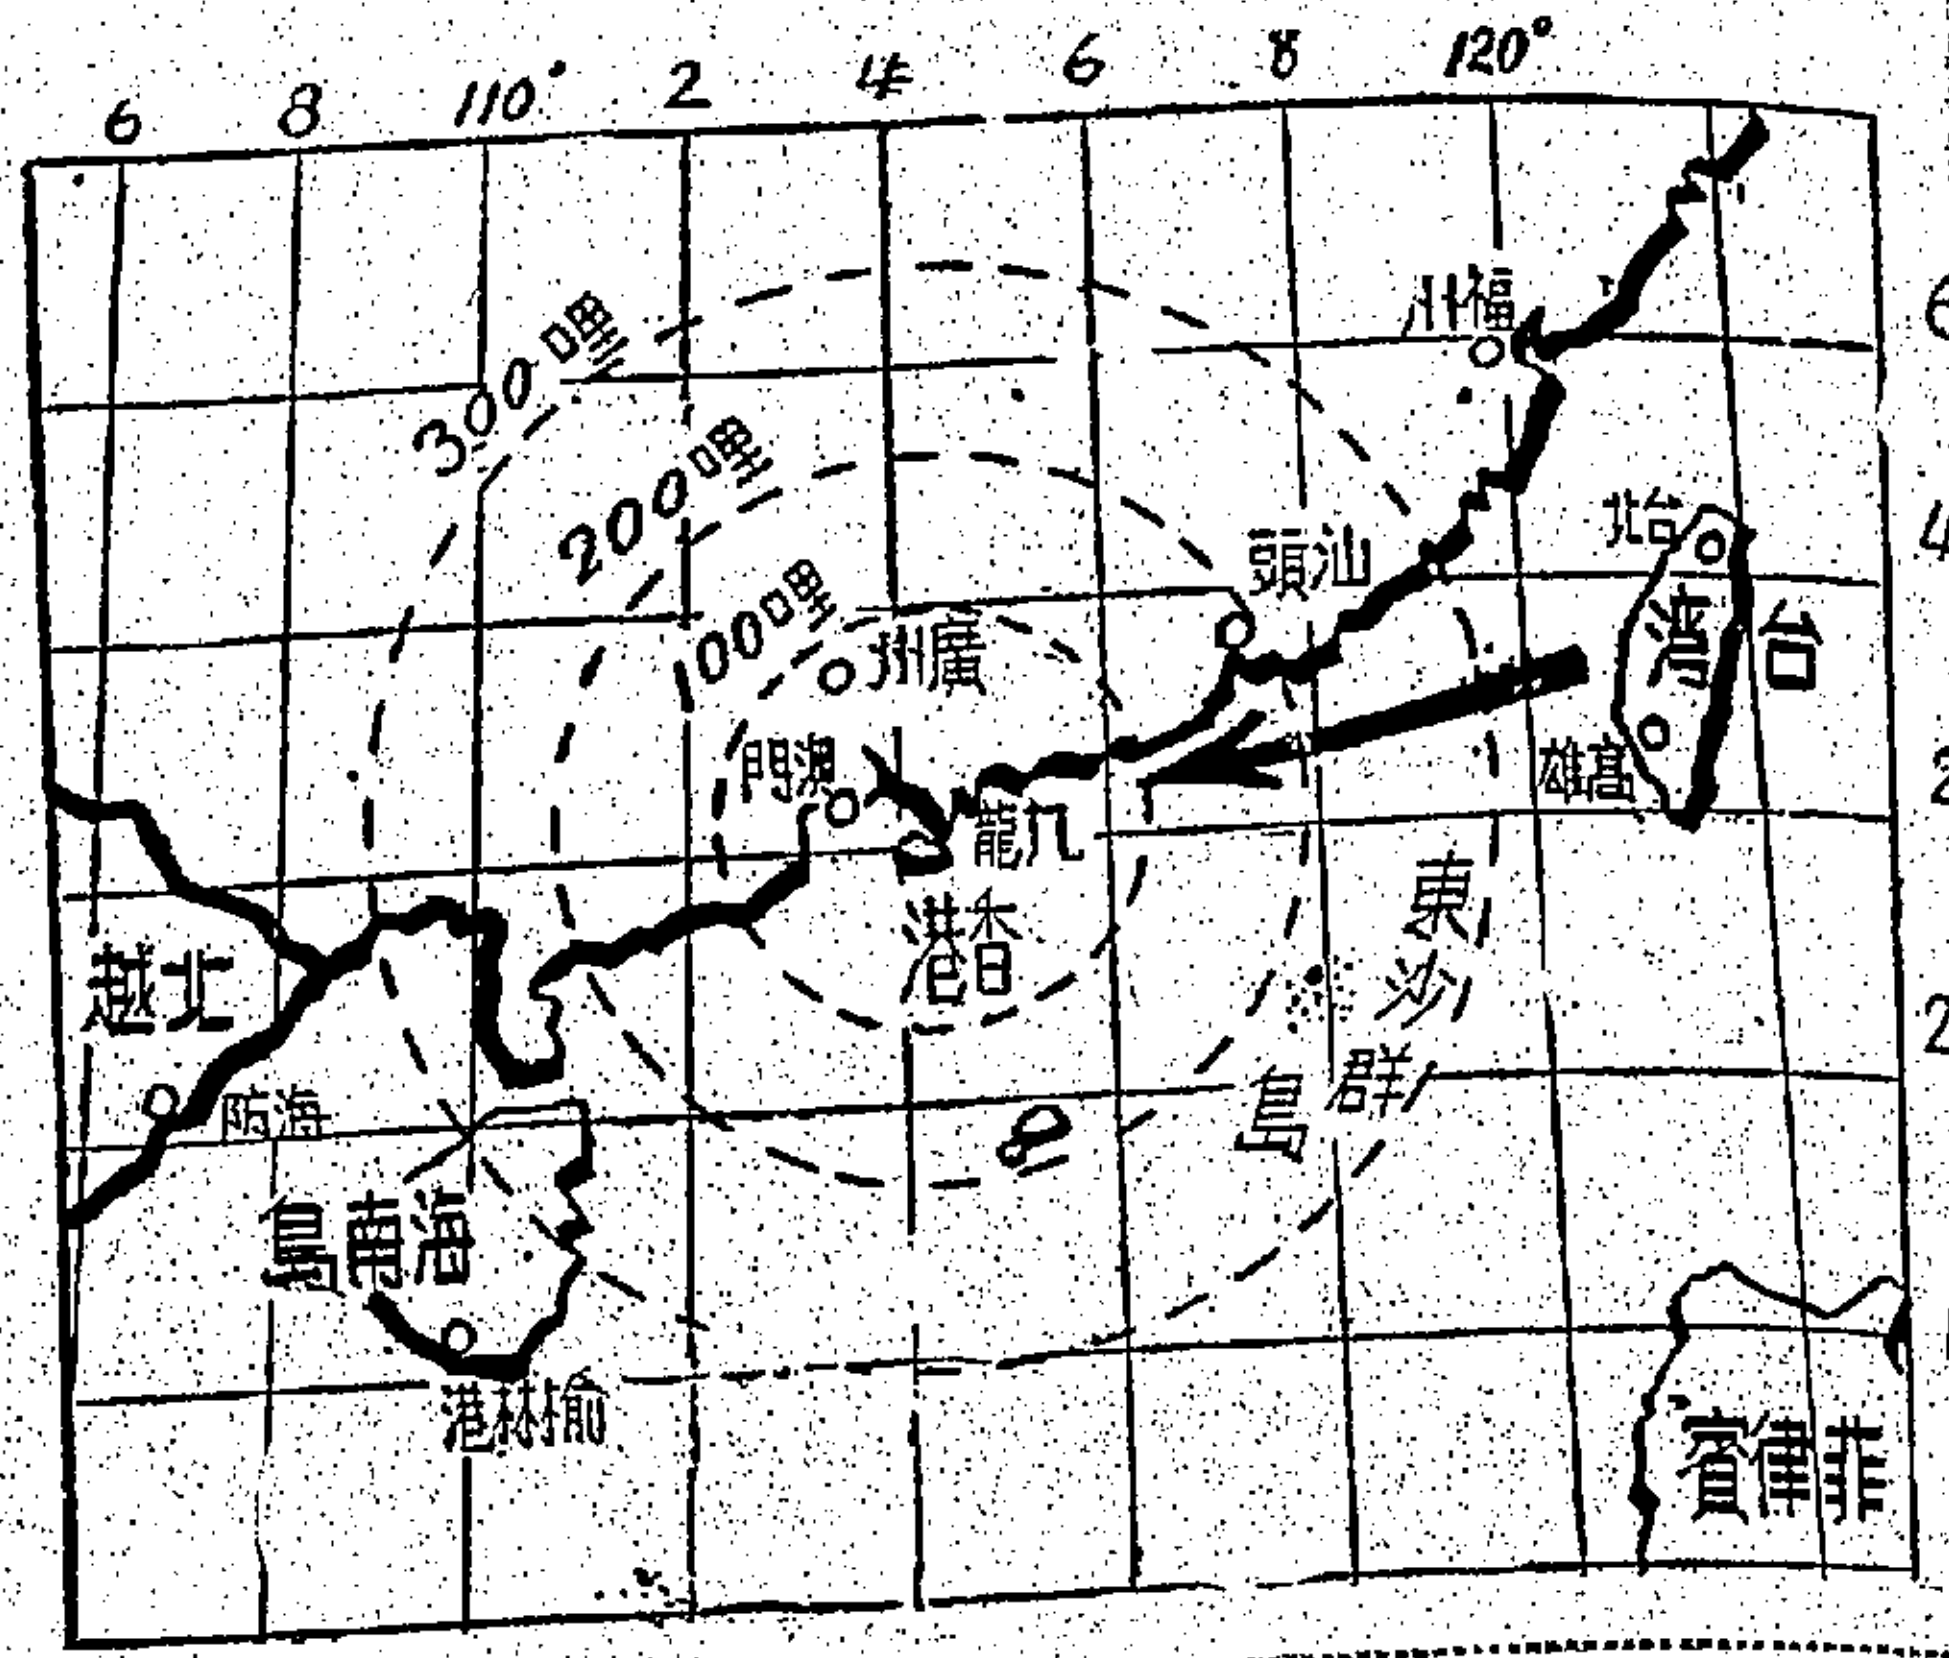 6 8 110° 2 4 6 8 120°
福州
300哩
200哩
汕頭
台北
100哩
廣州
台湾
澳門
高雄
九龍
東沙群島
香港
北越
海防
海南島
榆林港
菲律賓